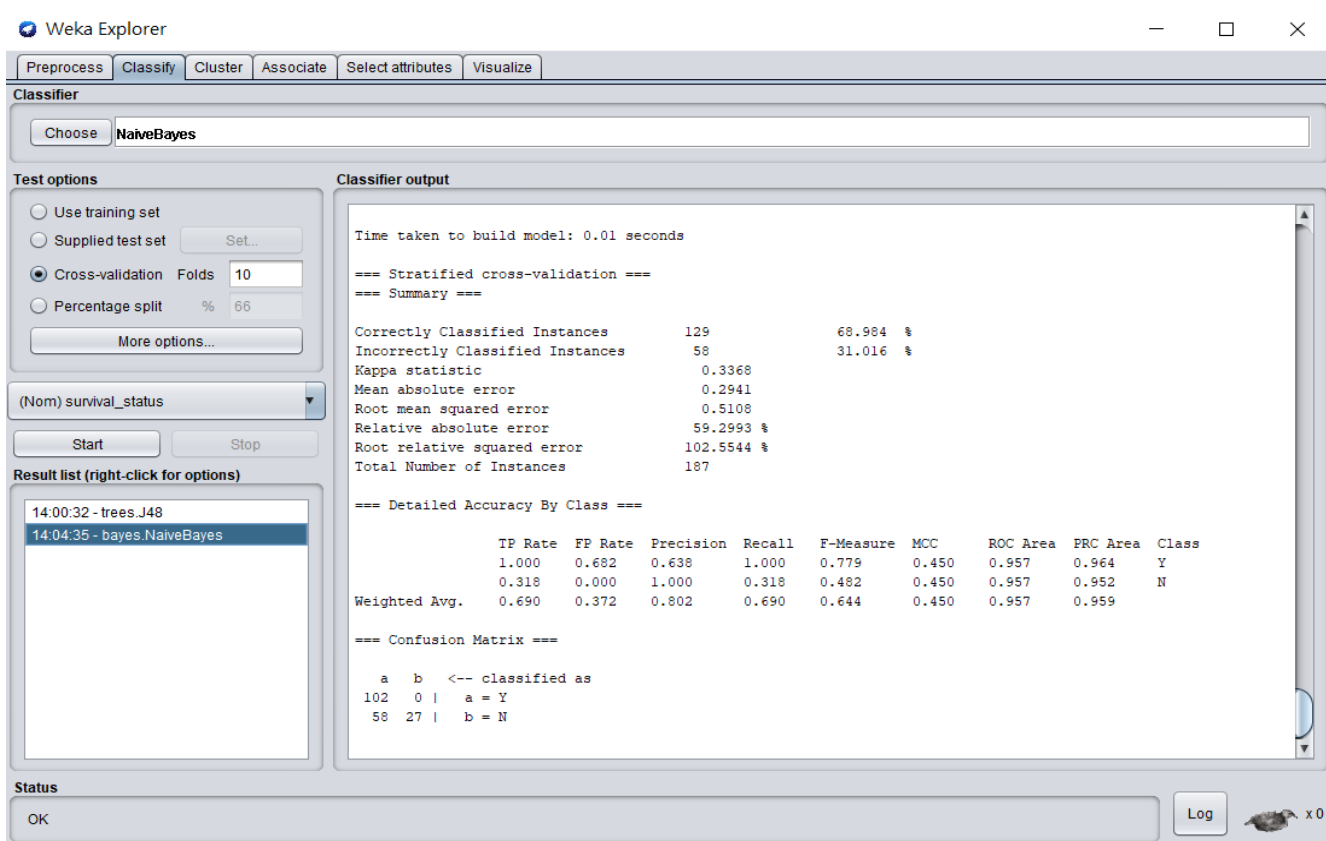 Weka Explorer
Preprocess Classify Cluster Associate Select attributes Visualize
Classifier
Choose NaiveBayes
Test options
Use training set
Supplied test set Set...
Cross-validation Folds 10
Percentage split % 66
More options...
(Nom) survival_status
Start Stop
Result list (right-click for options)
14:00:32 - trees.J48
14:04:35 - bayes.NaiveBayes
Classifier output
Time taken to build model: 0.01 seconds
=== Stratified cross-validation ===
=== Summary ===
Correctly Classified Instances 129 68.984 %
Incorrectly Classified Instances 58 31.016 %
Kappa statistic 0.3368
Mean absolute error 0.2941
Root mean squared error 0.5108
Relative absolute error 59.2993 %
Root relative squared error 102.5544 %
Total Number of Instances 187
=== Detailed Accuracy By Class ===
TP Rate FP Rate Precision Recall F-Measure MCC ROC Area PRC Area Class
1.000 0.682 0.638 1.000 0.779 0.450 0.957 0.964 Y
0.318 0.000 1.000 0.318 0.482 0.450 0.957 0.952 N
Weighted Avg. 0.690 0.372 0.802 0.690 0.644 0.450 0.957 0.959
=== Confusion Matrix ===
a b <-- classified as
102 0 | a = Y
58 27 | b = N
Status
OK
Log x 0